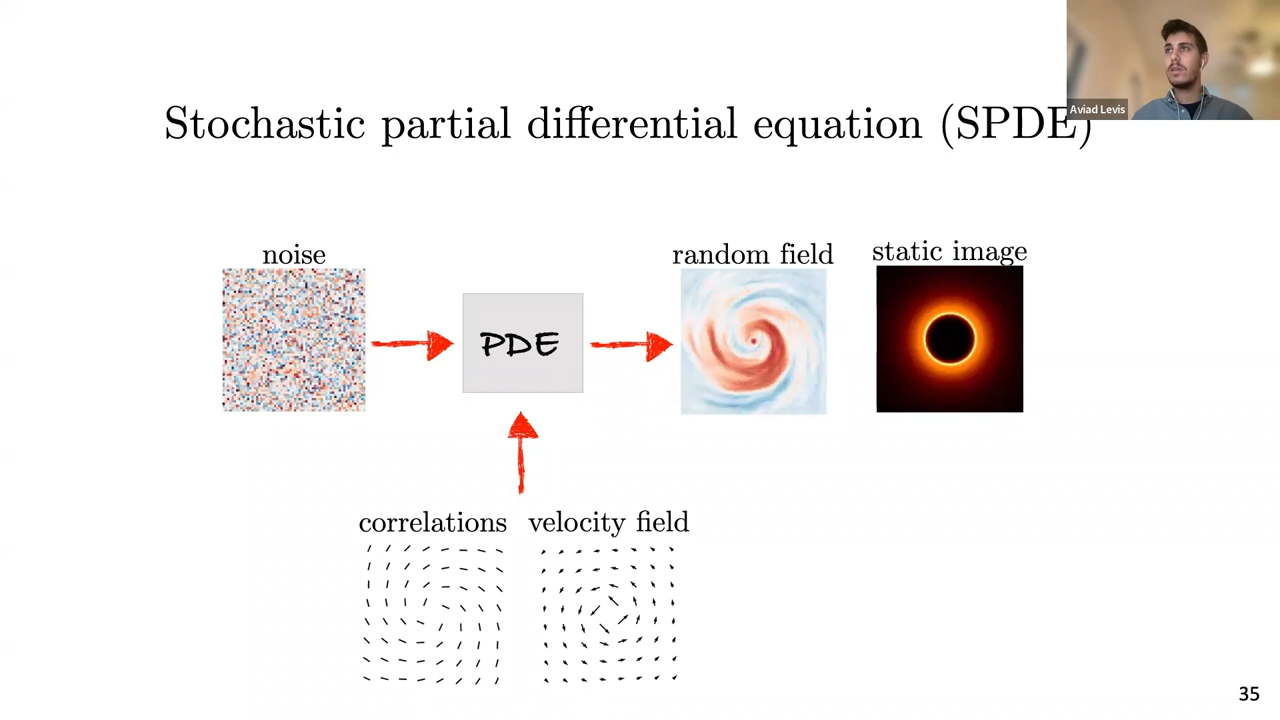 Aviad Levis
Stochastic partial differential equation (SPDE)
noise
PDE
random field
static image
correlations
velocity field
35